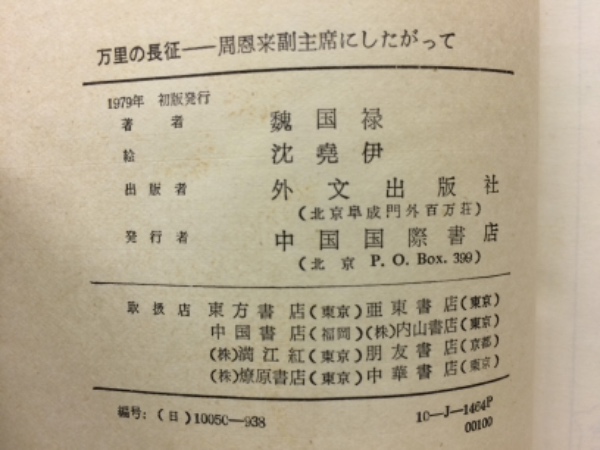 万里の長征――周恩来副主席にしたがって
1979年 初版発行
著者 魏国禄
絵 沈堯伊
出版者 外文出版社
(北京阜成門外百万荘)
発行者 中国国際書店
(北京 P. O. Box. 399)
取扱店 東方書店(東京) 亜東書店(東京)
中国書店(福岡) (株)内山書店(東京)
(株)満江紅(東京) 朋友書店(京都)
(株)燎原書店(東京) 中華書店(東京)
編号: (日)10050―938
10―J―1464P
00100